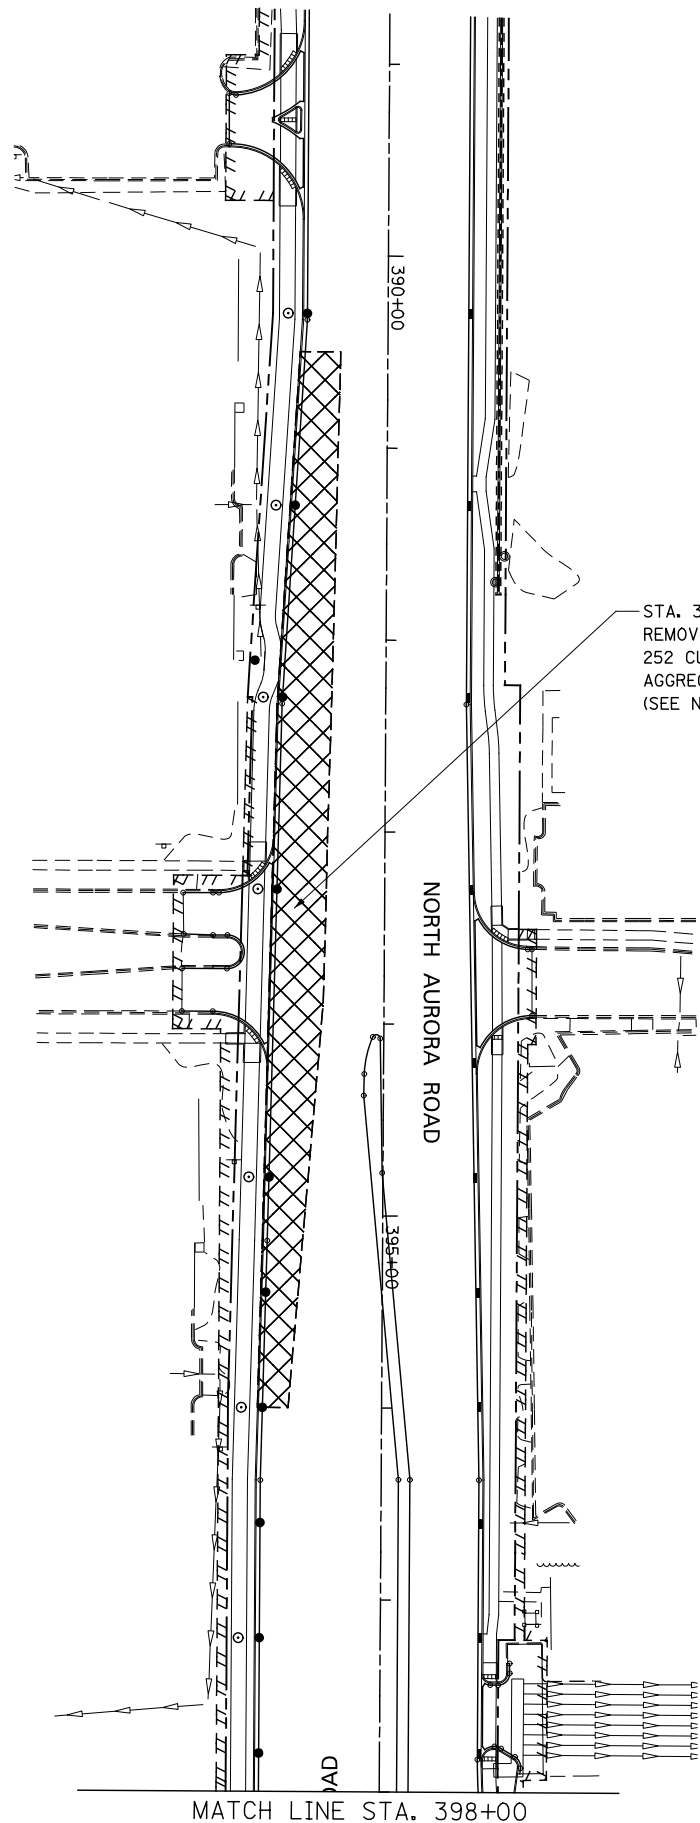 390+00
STA. 3
REMOV
252 CU
AGGREG
(SEE N
NORTH AURORA ROAD
395+00
OAD
MATCH LINE STA. 398+00